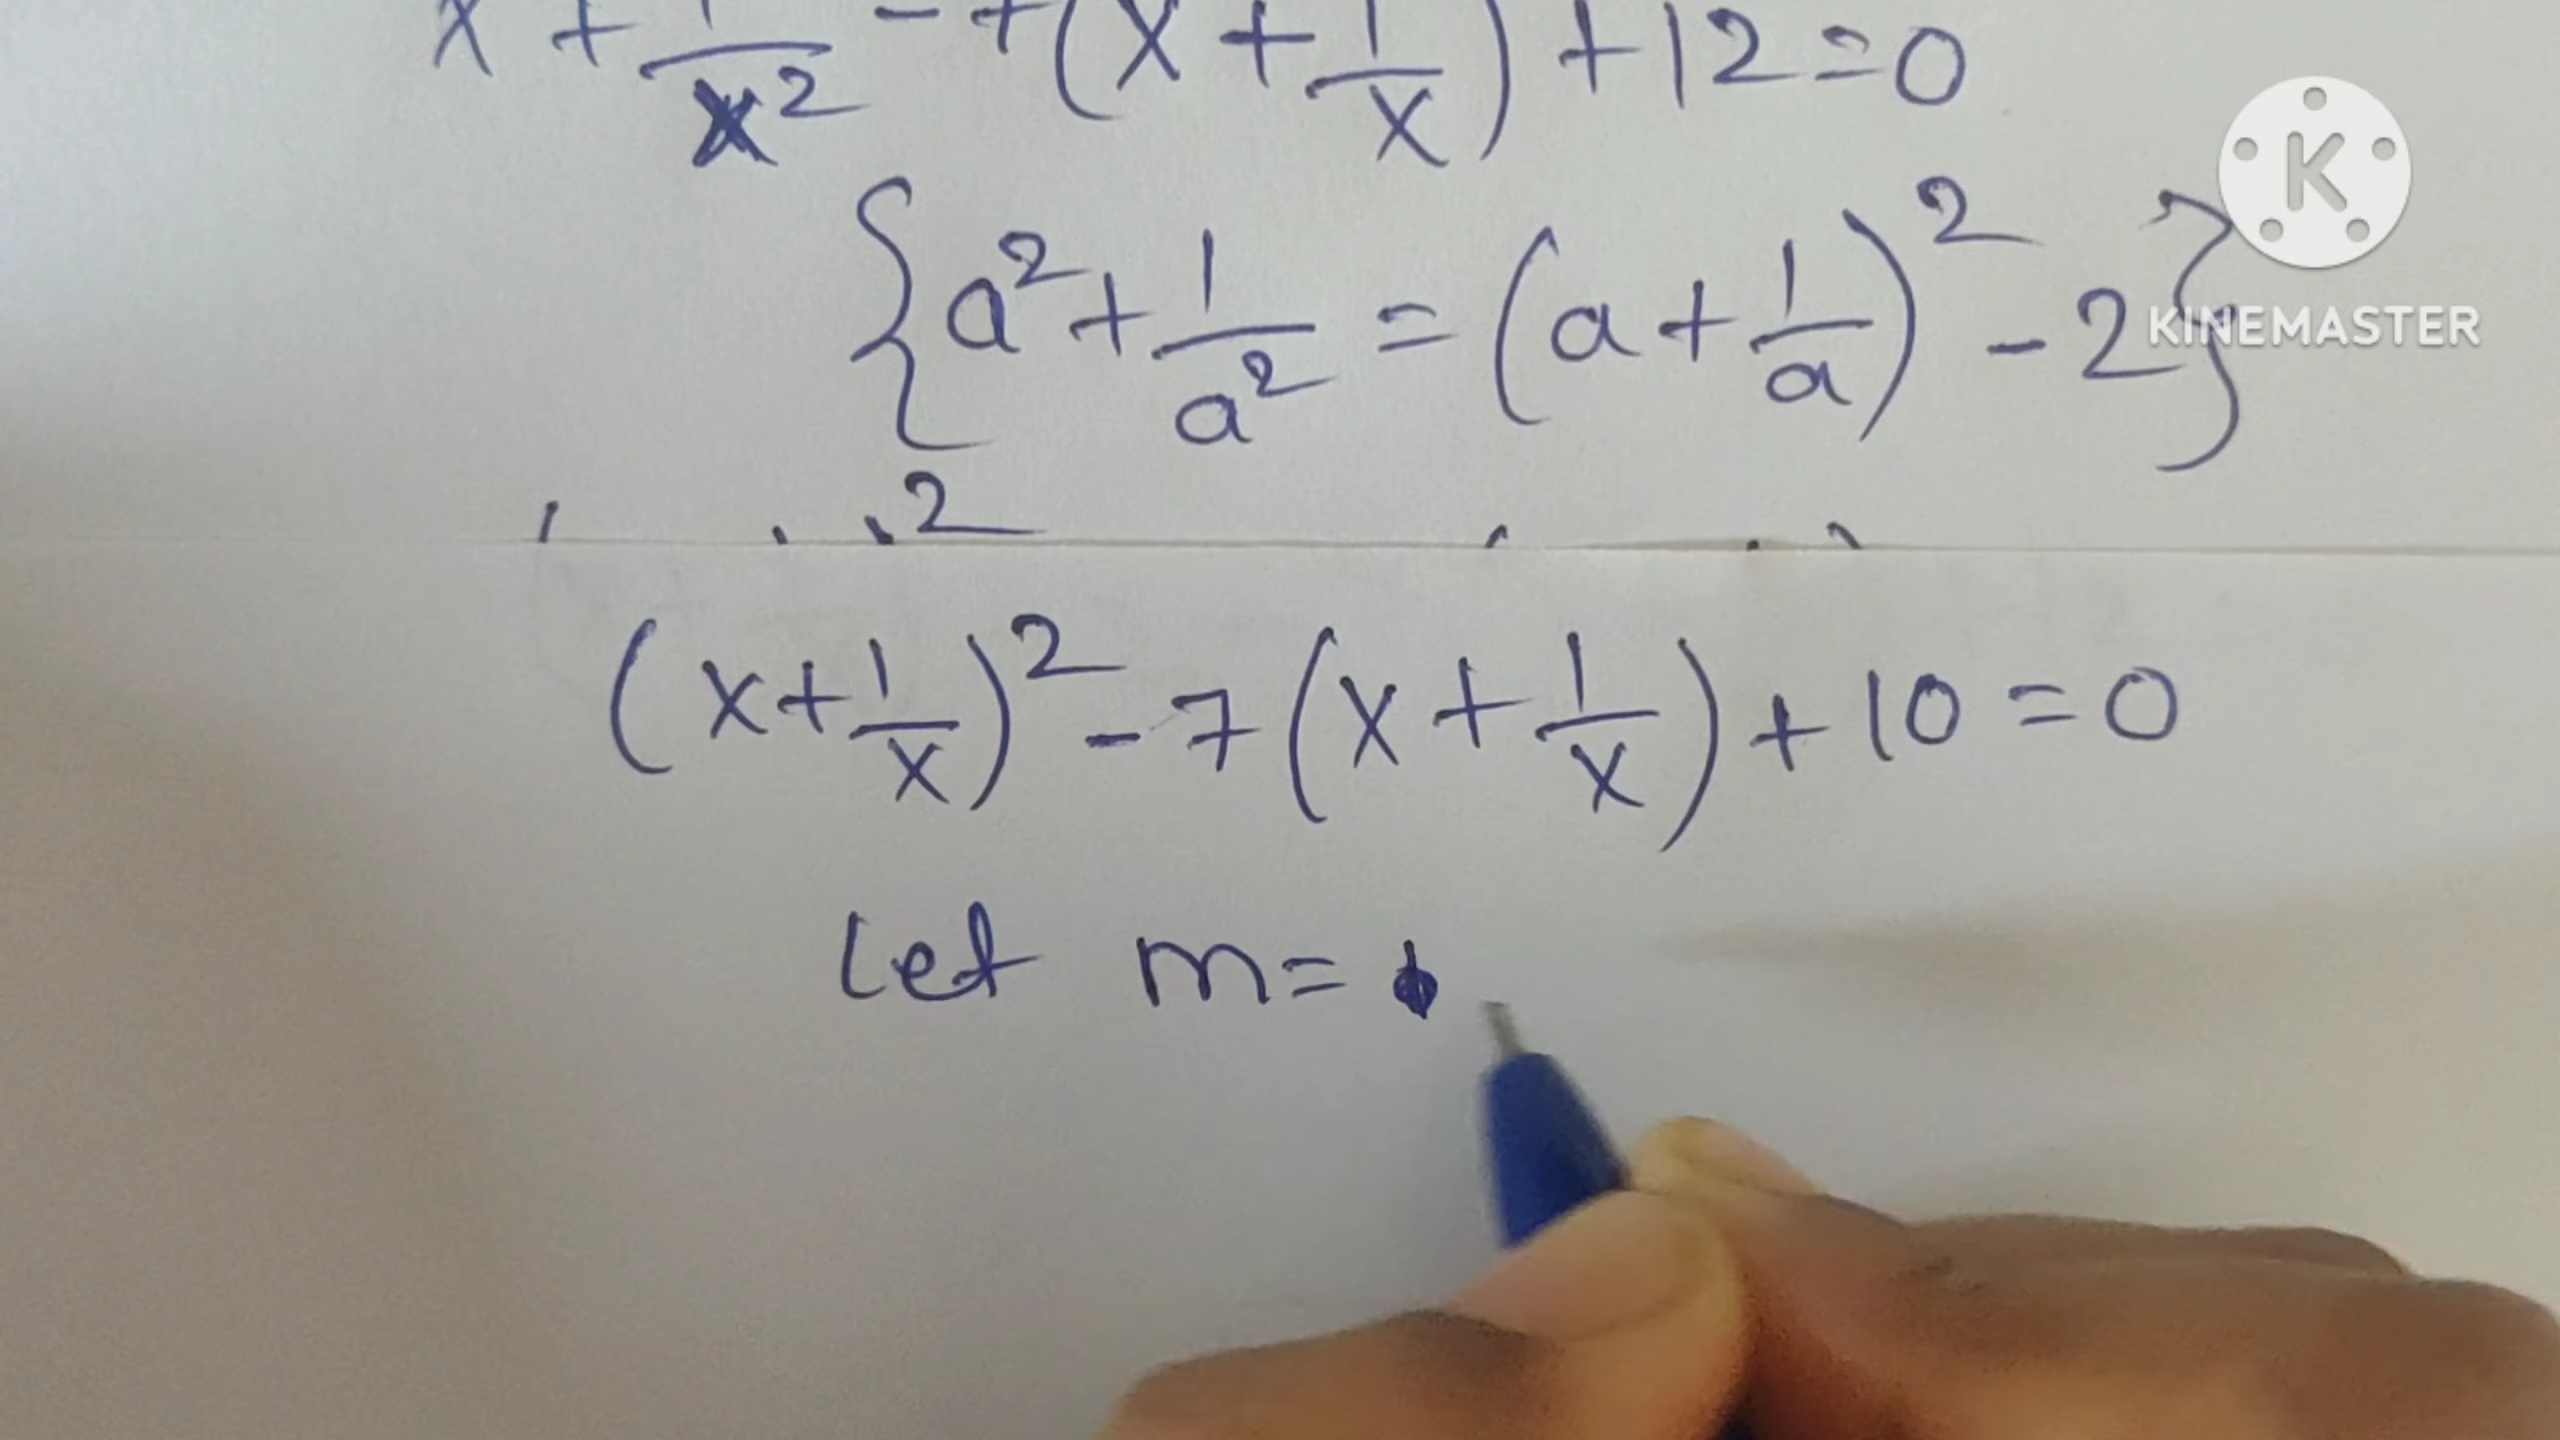 x + 1/x² - 7(x + 1/x) + 12 = 0
{a² + 1/a² = (a + 1/a)² - 2}
KINEMASTER
2
(x + 1/x)² - 7(x + 1/x) + 10 = 0
Let m =